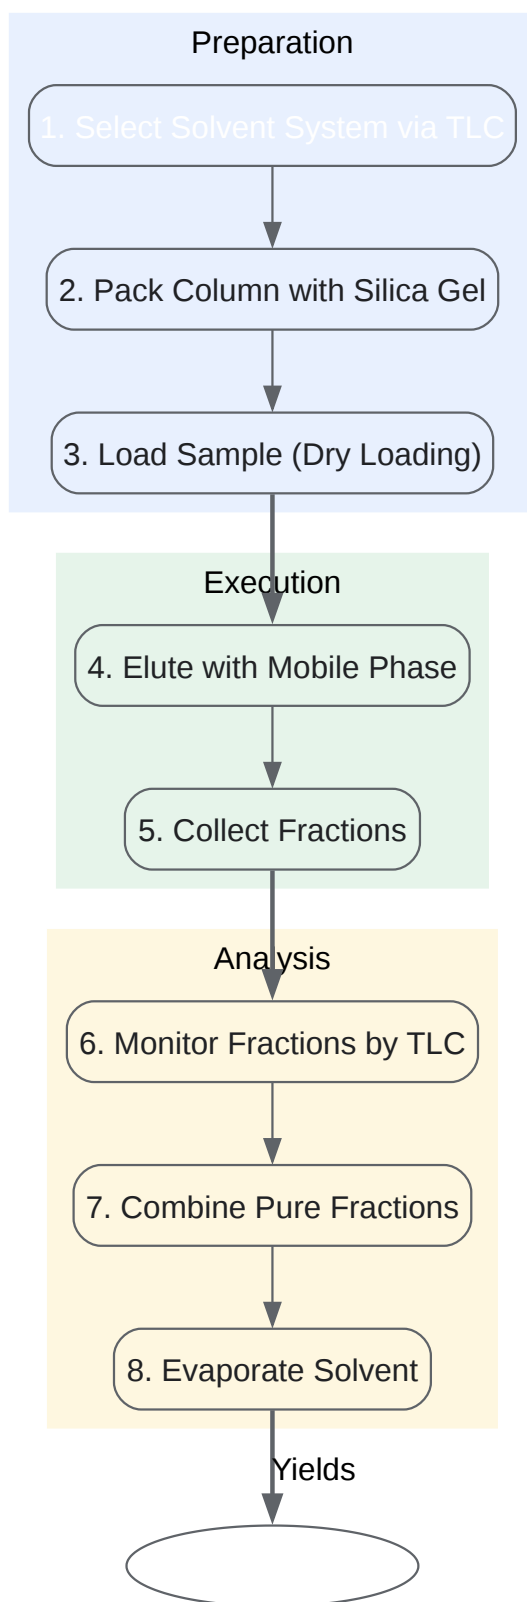 Preparation
1. Select Solvent System via TLC
2. Pack Column with Silica Gel
3. Load Sample (Dry Loading)
Execution
4. Elute with Mobile Phase
5. Collect Fractions
Analysis
6. Monitor Fractions by TLC
7. Combine Pure Fractions
8. Evaporate Solvent
Yields